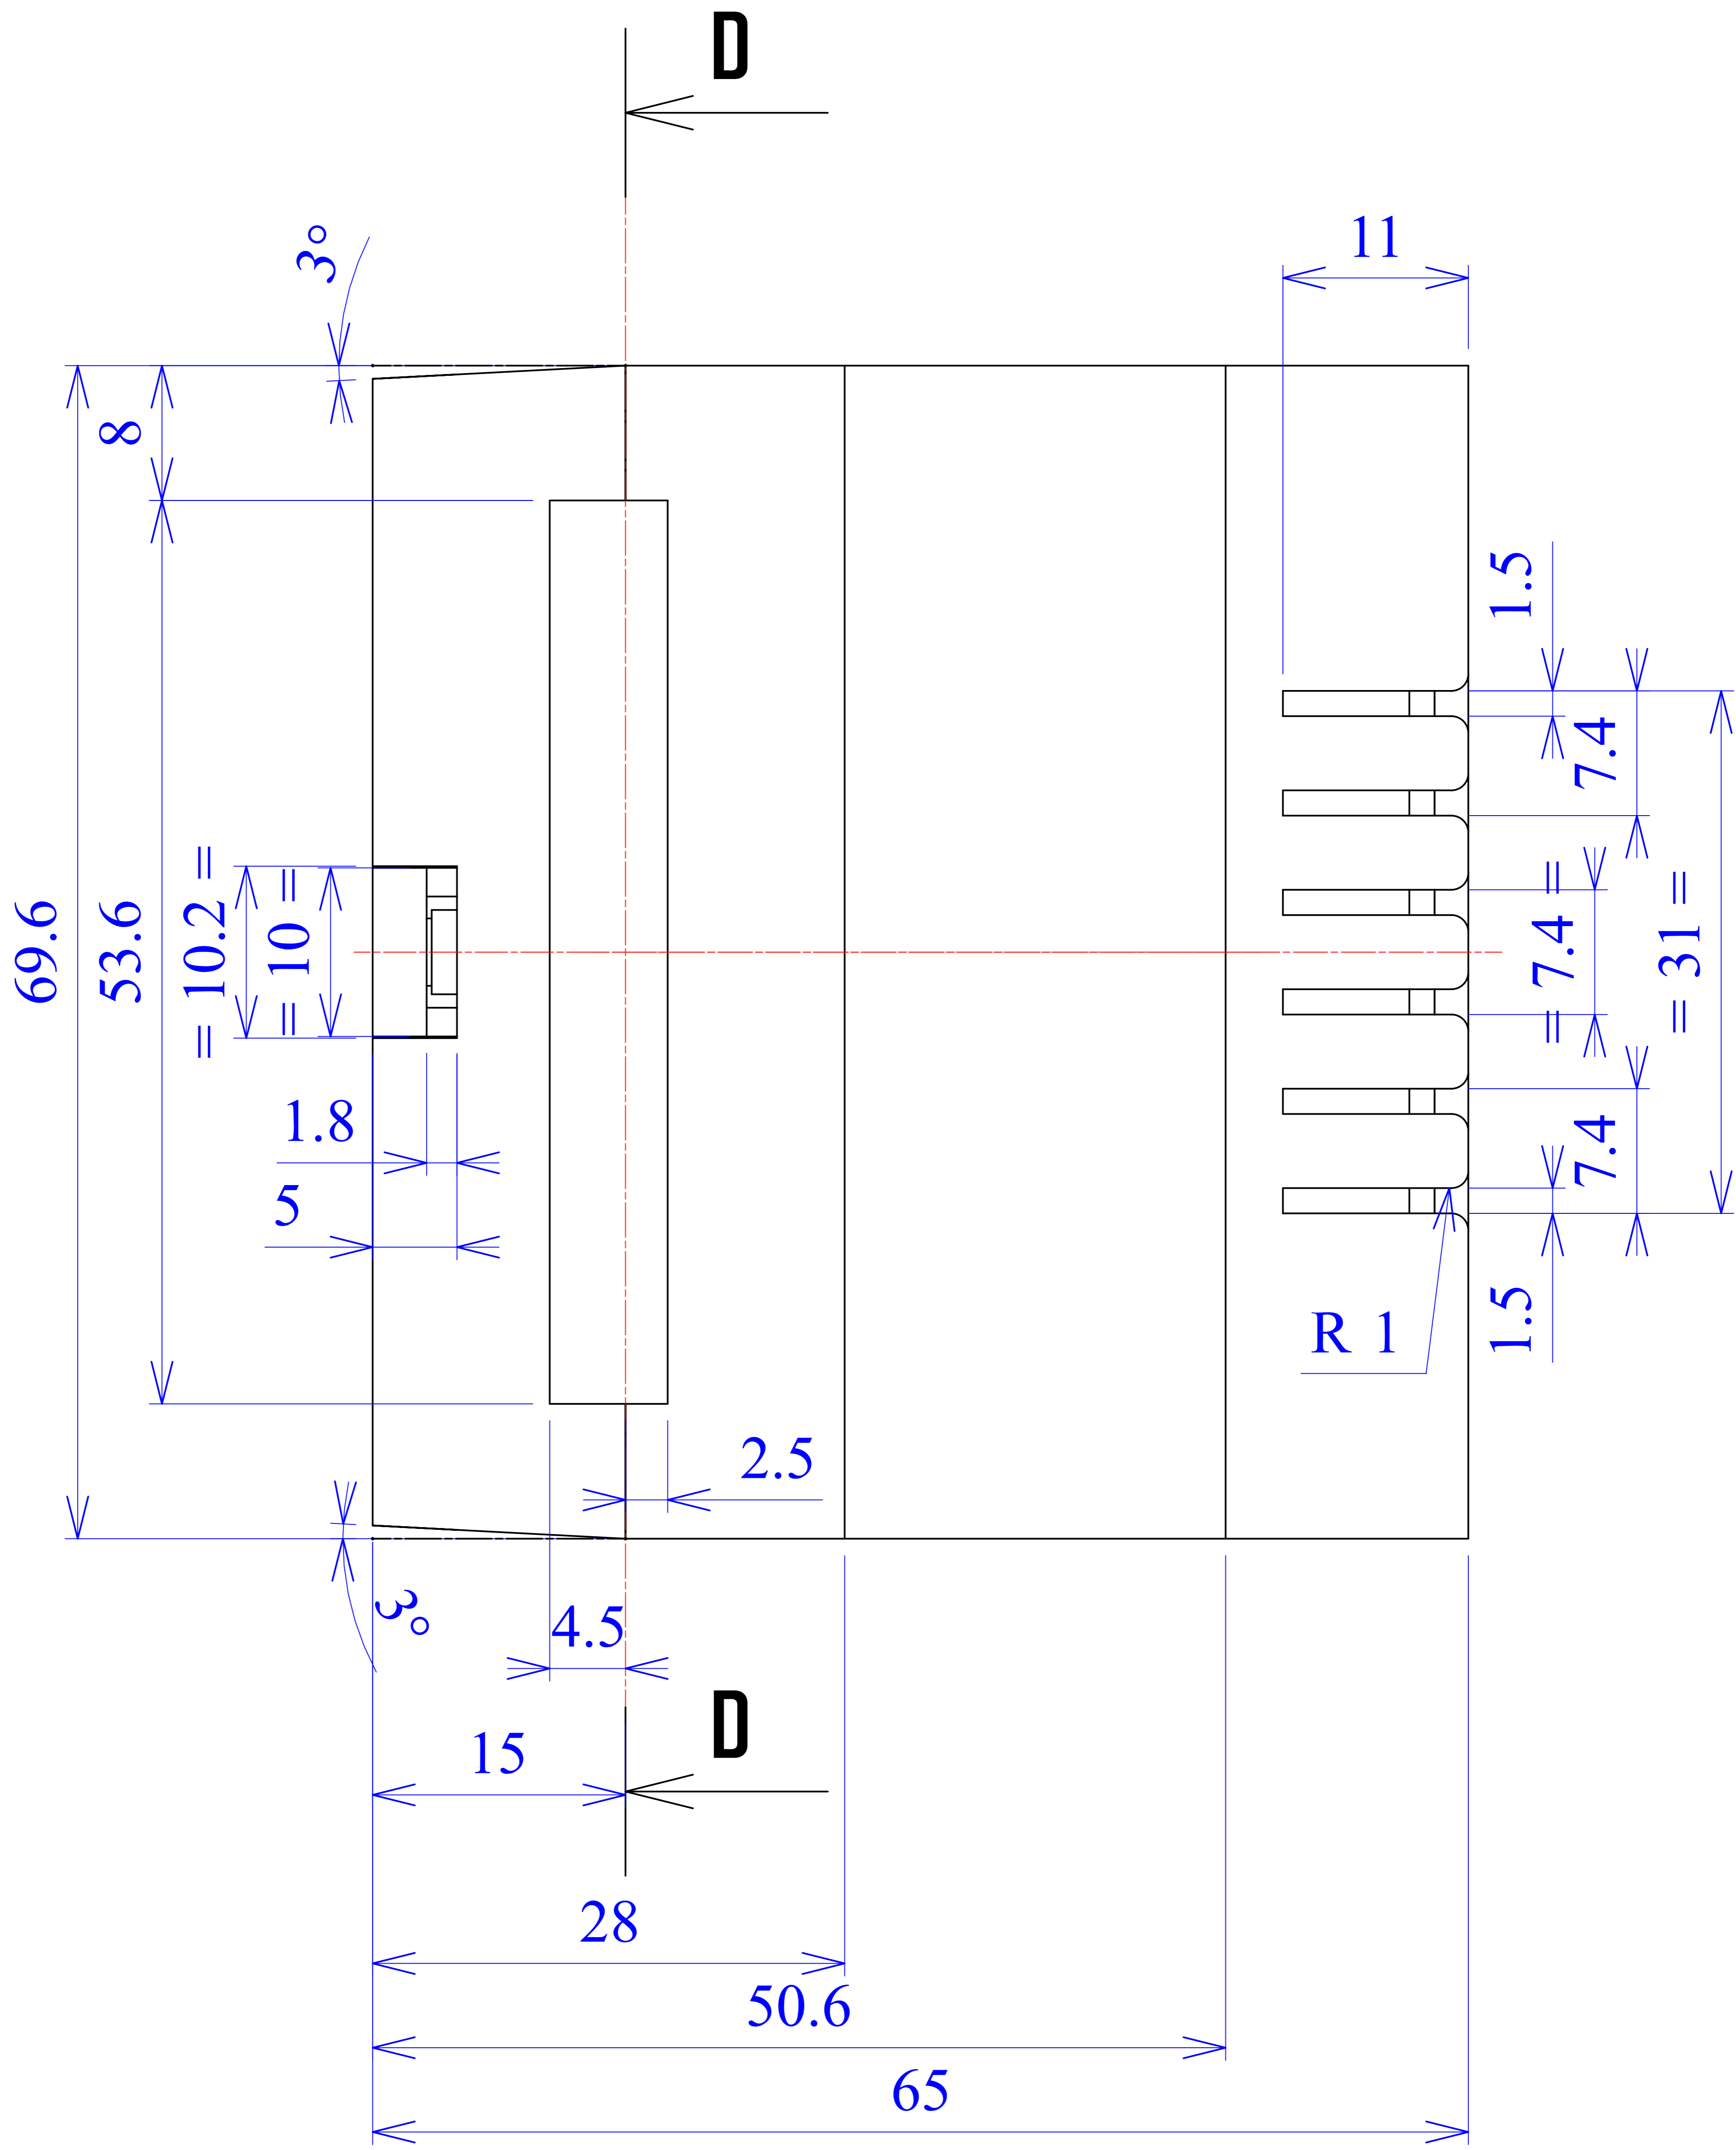 D
3°
11
8
1.5
7.4
69.6
53.6
= 10.2 =
= 10 =
= 7.4 =
= 31 =
1.8
5
7.4
R 1
1.5
2.5
3°
4.5
D
15
28
50.6
65